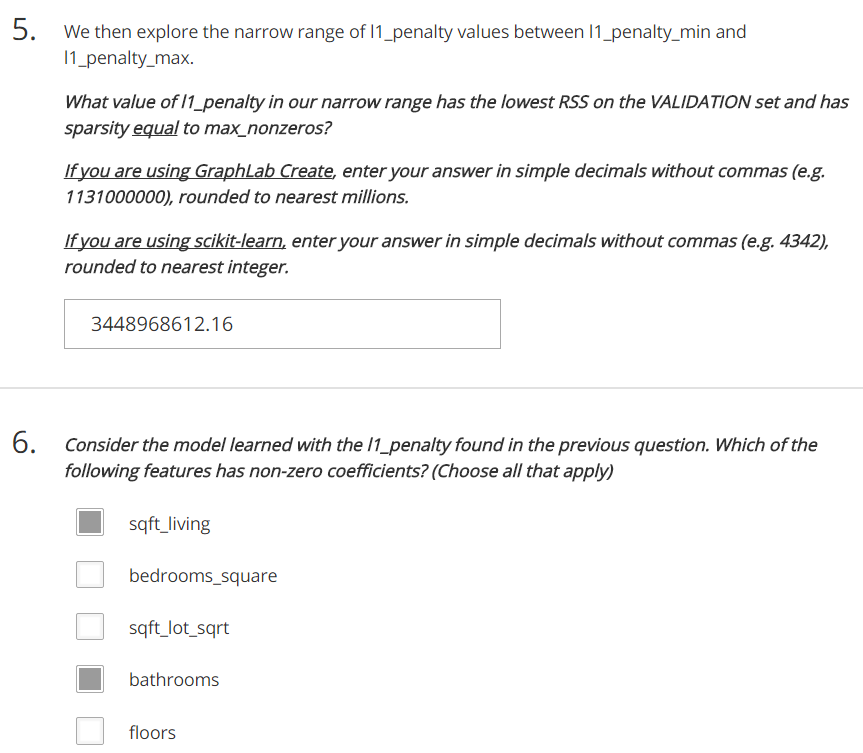 5. We then explore the narrow range of l1_penalty values between l1_penalty_min and
l1_penalty_max.
What value of l1_penalty in our narrow range has the lowest RSS on the VALIDATION set and has
sparsity equal to max_nonzeros?
If you are using GraphLab Create, enter your answer in simple decimals without commas (e.g.
1131000000), rounded to nearest millions.
If you are using scikit-learn, enter your answer in simple decimals without commas (e.g. 4342),
rounded to nearest integer.
3448968612.16
6. Consider the model learned with the l1_penalty found in the previous question. Which of the
following features has non-zero coefficients? (Choose all that apply)
sqft_living
bedrooms_square
sqft_lot_sqrt
bathrooms
floors